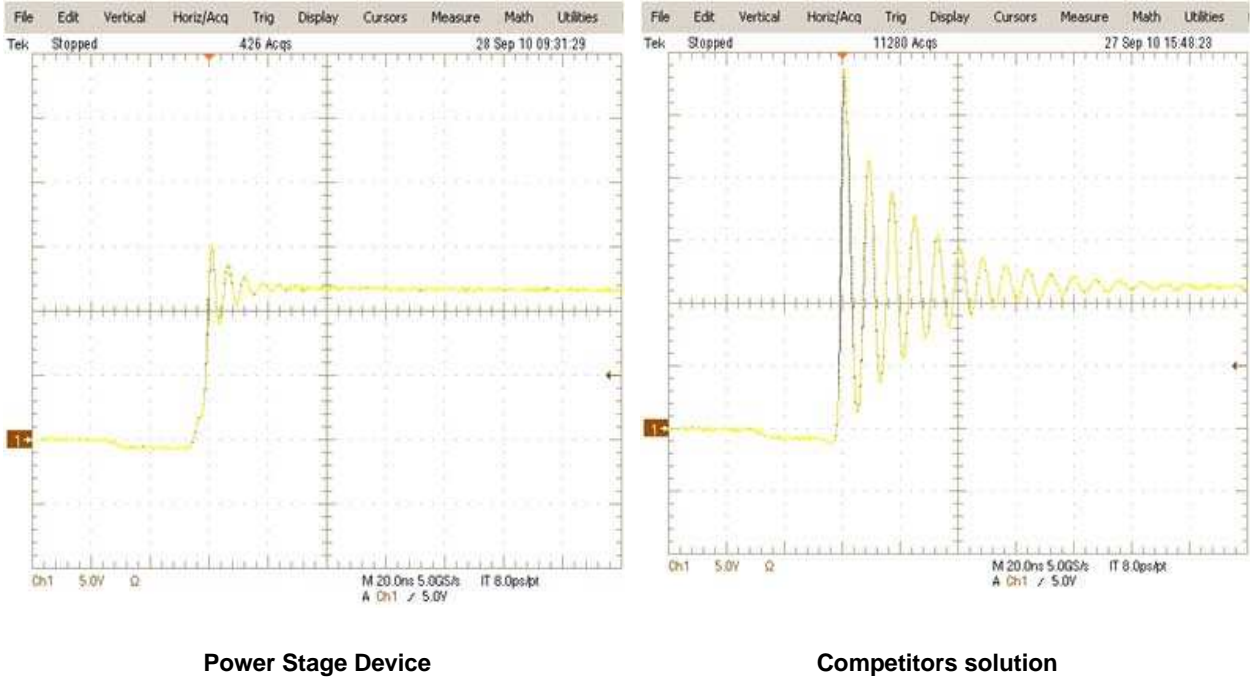 File Edit Vertical Horiz/Acq Trig Display Cursors Measure Math Utilities
Tek Stopped 426 Acqs 28 Sep 10 09:31:29
1
Ch1 5.0V Ω
M 20.0ns 5.0GS/s IT 8.0ps/pt
A Ch1 5.0V
Power Stage Device
File Edit Vertical Horiz/Acq Trig Display Cursors Measure Math Utilities
Tek Stopped 11280 Acqs 27 Sep 10 15:48:23
1
Ch1 5.0V Ω
M 20.0ns 5.0GS/s IT 8.0ps/pt
A Ch1 5.0V
Competitors solution